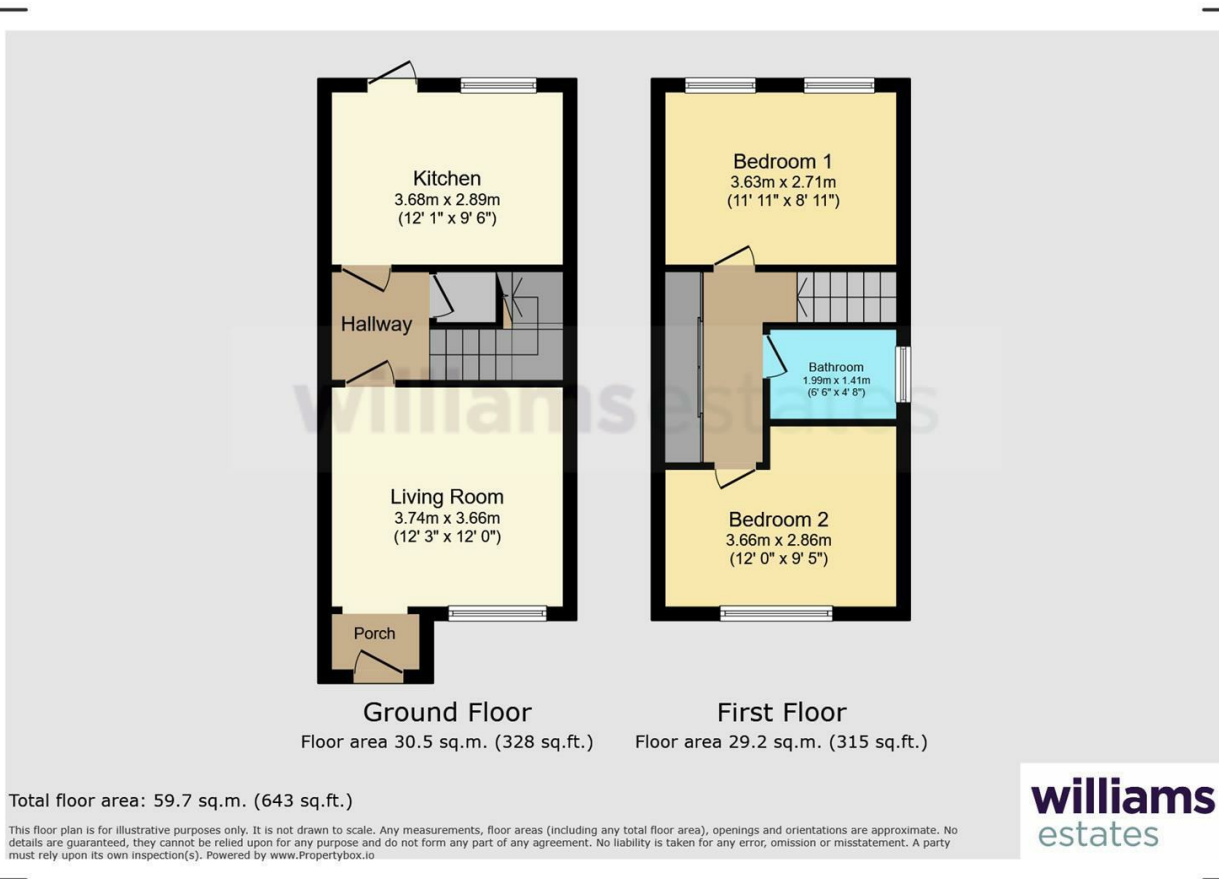 Kitchen
3.68m x 2.89m
(12' 1" x 9' 6")
Hallway
Living Room
3.74m x 3.66m
(12' 3" x 12' 0")
Porch
Bedroom 1
3.63m x 2.71m
(11' 11" x 8' 11")
Bathroom
1.99m x 1.41m
(6' 6" x 4' 8")
Bedroom 2
3.66m x 2.86m
(12' 0" x 9' 5")
williams estates
Ground Floor
Floor area 30.5 sq.m. (328 sq.ft.)
First Floor
Floor area 29.2 sq.m. (315 sq.ft.)
Total floor area: 59.7 sq.m. (643 sq.ft.)
This floor plan is for illustrative purposes only. It is not drawn to scale. Any measurements, floor areas (including any total floor area), openings and orientations are approximate. No
details are guaranteed, they cannot be relied upon for any purpose and do not form any part of any agreement. No liability is taken for any error, omission or misstatement. A party
must rely upon its own inspection(s). Powered by www.Propertybox.io
williams
estates